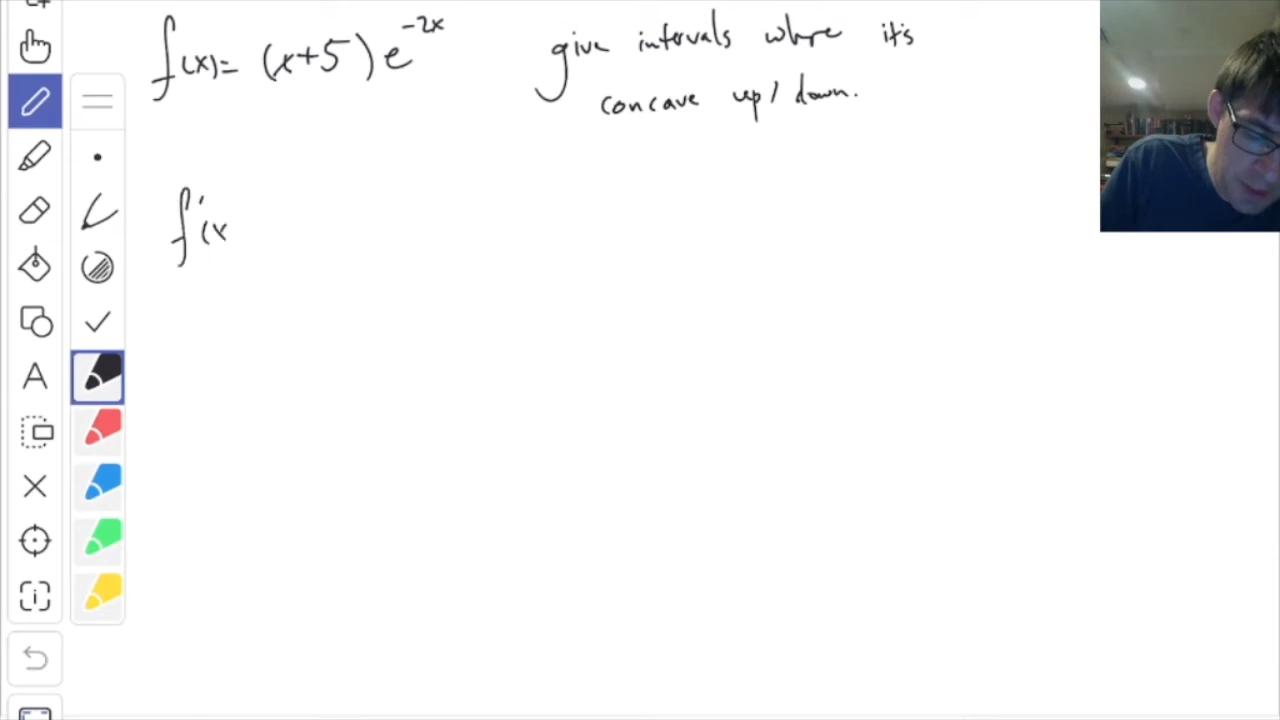 f(x) = (x+5) e^{-2x}
give intervals where it's
concave up/down.
f'(x
A